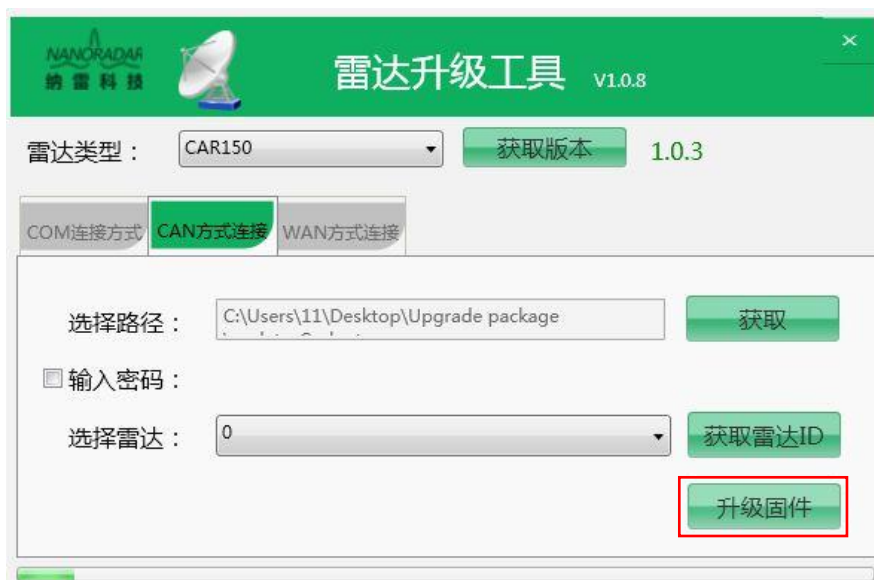 NANORADAR
纳雷科技
雷达升级工具 V1.0.8
×
雷达类型： CAR150 获取版本 1.0.3
COM连接方式 CAN方式连接 WAN方式连接
选择路径： C:\Users\11\Desktop\Upgrade package 获取
输入密码：
选择雷达： 0 获取雷达ID
升级固件